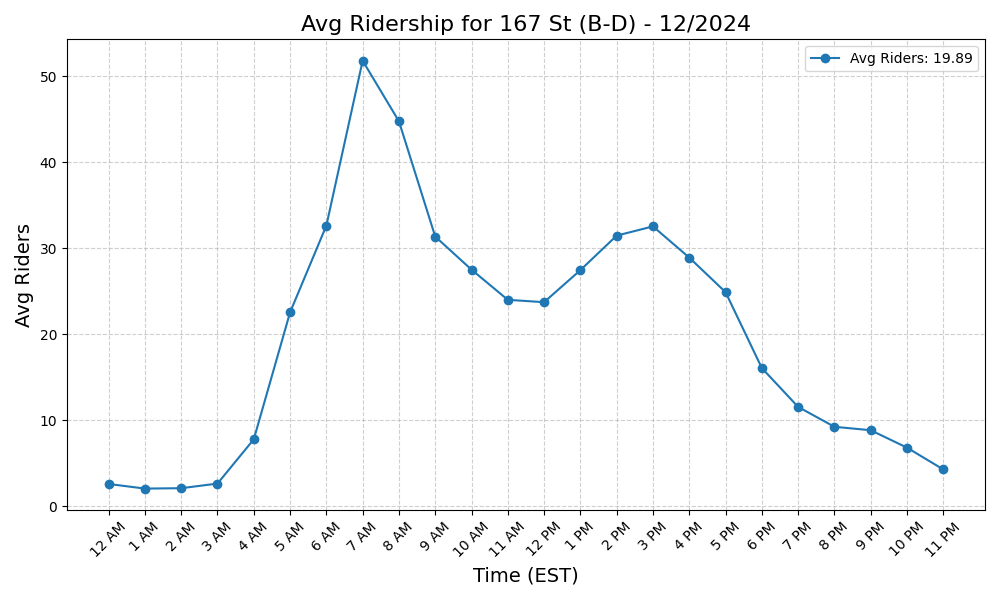 Avg Ridership for 167 St (B-D) - 12/2024
Avg Riders: 19.89
Avg Riders
50
40
30
20
10
0
12 AM
1 AM
2 AM
3 AM
4 AM
5 AM
6 AM
7 AM
8 AM
9 AM
10 AM
11 AM
12 PM
1 PM
2 PM
3 PM
4 PM
5 PM
6 PM
7 PM
8 PM
9 PM
10 PM
11 PM
Time (EST)